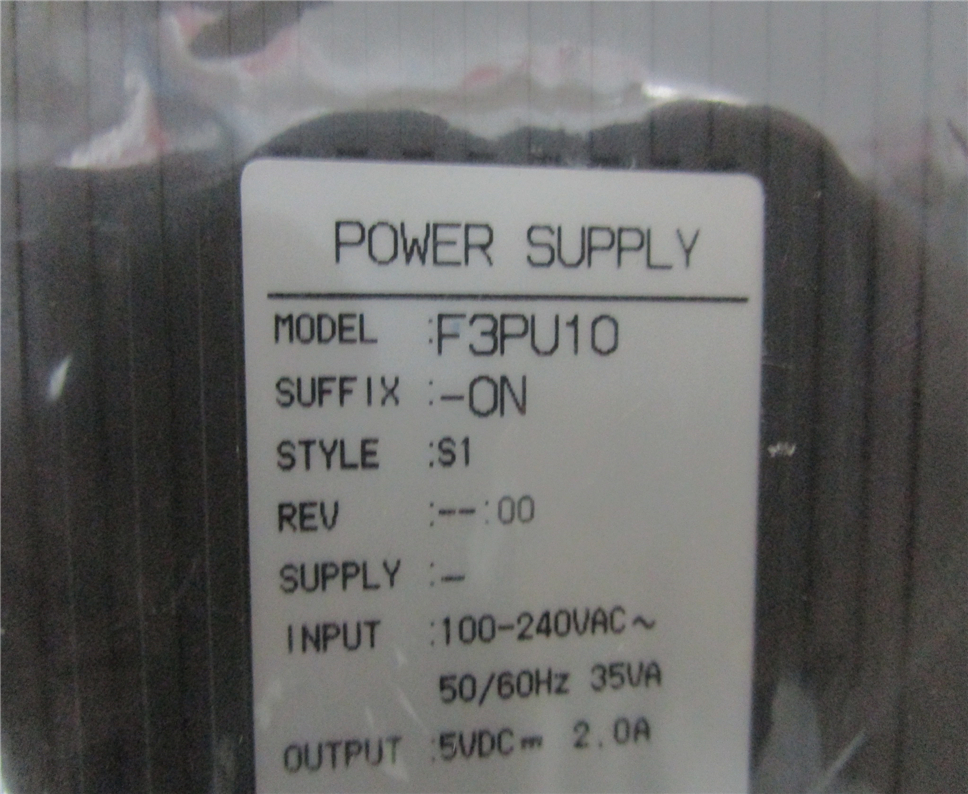 POWER SUPPLY
MODEL :F3PU10
SUFFIX :-0N
STYLE :S1
REV :--:00
SUPPLY :-
INPUT :100-240VAC~
50/60Hz 35VA
OUTPUT :5VDC⎓ 2.0A